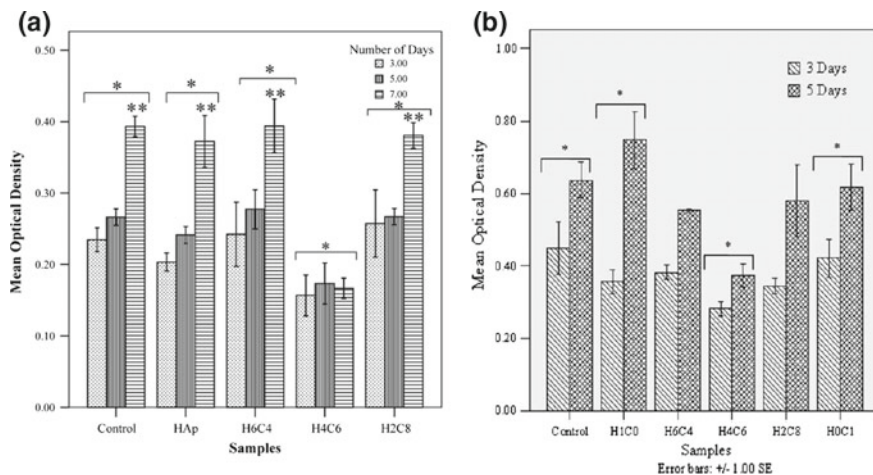 (a)
Number of Days
3.00
5.00
7.00
0.50
0.40
0.30
0.20
0.10
0.00
Mean Optical Density
* * * * *
** ** ** **
Control HAp H6C4 H4C6 H2C8
Samples
(b)
3 Days
5 Days
1.00
0.80
0.60
0.40
0.20
0.00
Mean Optical Density
* * * *
Control H1C0 H6C4 H4C6 H2C8 H0C1
Samples
Error bars: +/- 1.00 SE